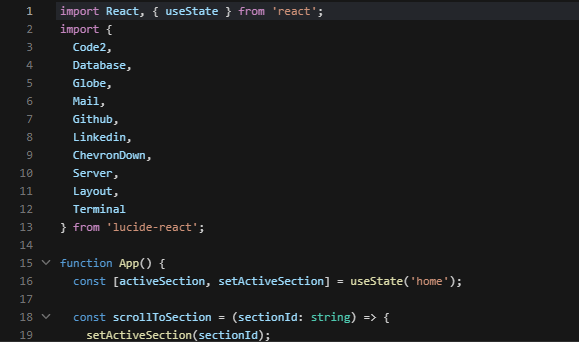 1 import React, { useState } from 'react';
2 import {
3 Code2,
4 Database,
5 Globe,
6 Mail,
7 Github,
8 Linkedin,
9 ChevronDown,
10 Server,
11 Layout,
12 Terminal
13 } from 'lucide-react';
14
15 function App() {
16 const [activeSection, setActiveSection] = useState('home');
17
18 const scrollToSection = (sectionId: string) => {
19 setActiveSection(sectionId);